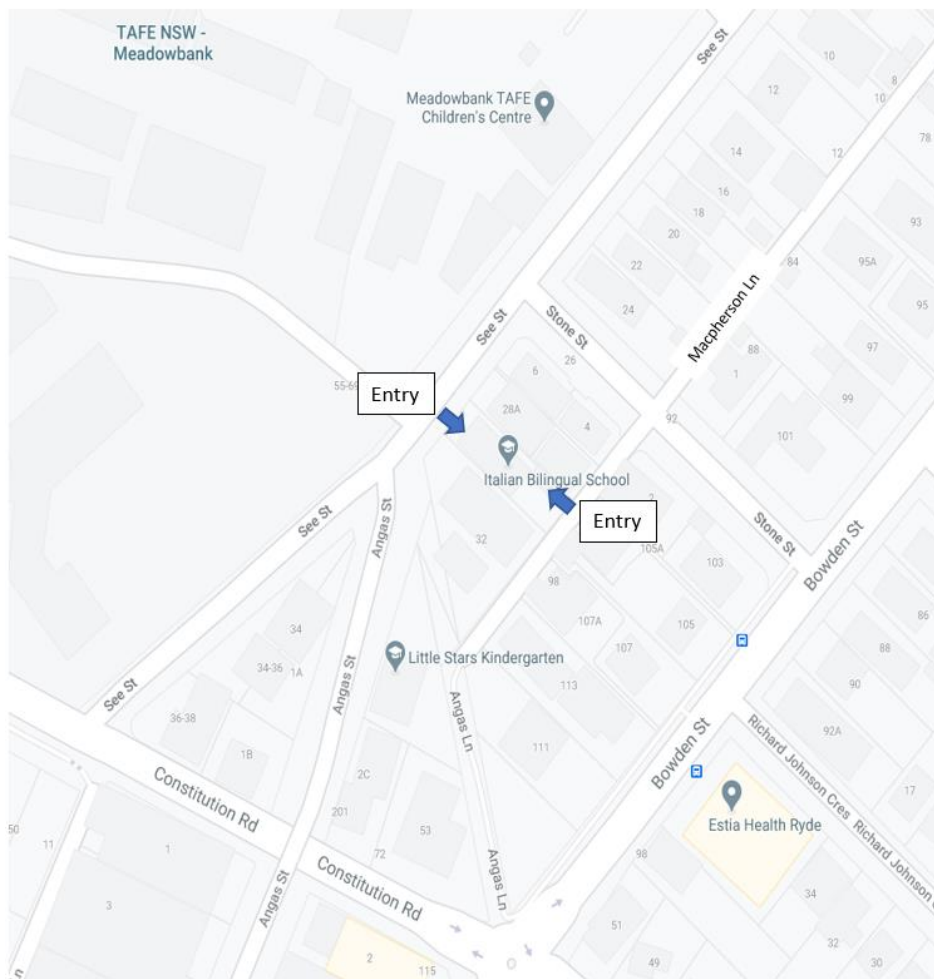 TAFE NSW -
Meadowbank
See St
10
8
12
10
Meadowbank TAFE
Children's Centre
14
12
78
16
18
93
20
22
84
95A
24
95
Stone St
See St
Macpherson Ln
26
88
97
6
1
55-69
Entry
28A
99
4
92
101
Italian Bilingual School
See St
Angas St
2
Entry
32
105A
103
Stone St
Bowden St
98
107A
105
86
34
107
88
Little Stars Kindergarten
34-36
1A
113
90
See St
Angas St
36-38
Angas Ln
Bowden St
92A
111
1B
Richard Johnson Cres
Richard Johnson C
Constitution Rd
2C
17
Estia Health Ryde
201
53
50
11
72
98
1
Angas Ln
Constitution Rd
34
Angas St
3
51
32
2
49
30
115
n